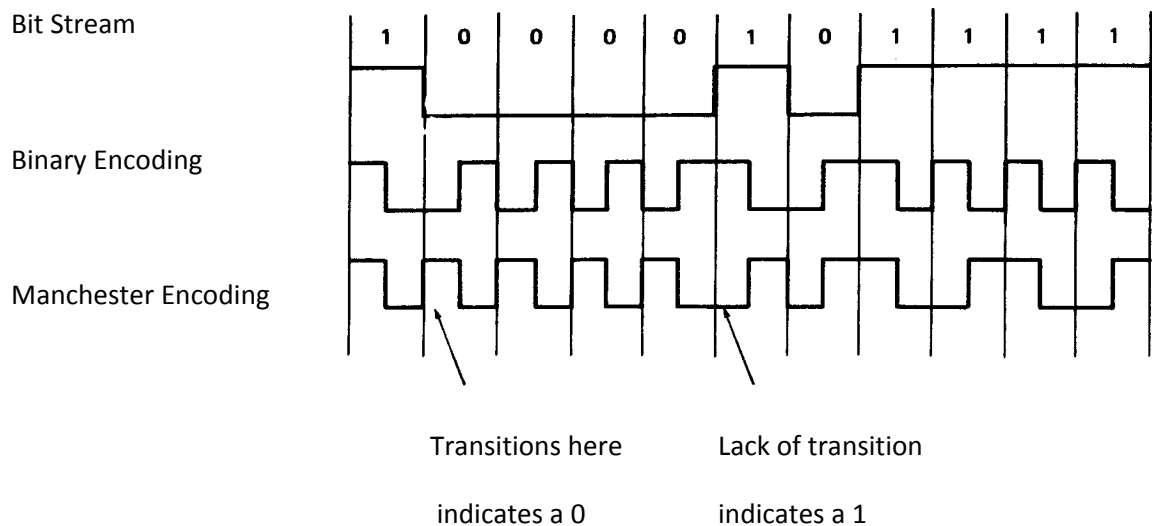 Bit Stream
1 0 0 0 0 1 0 1 1 1 1
Binary Encoding
Manchester Encoding
Transitions here
indicates a 0
Lack of transition
indicates a 1